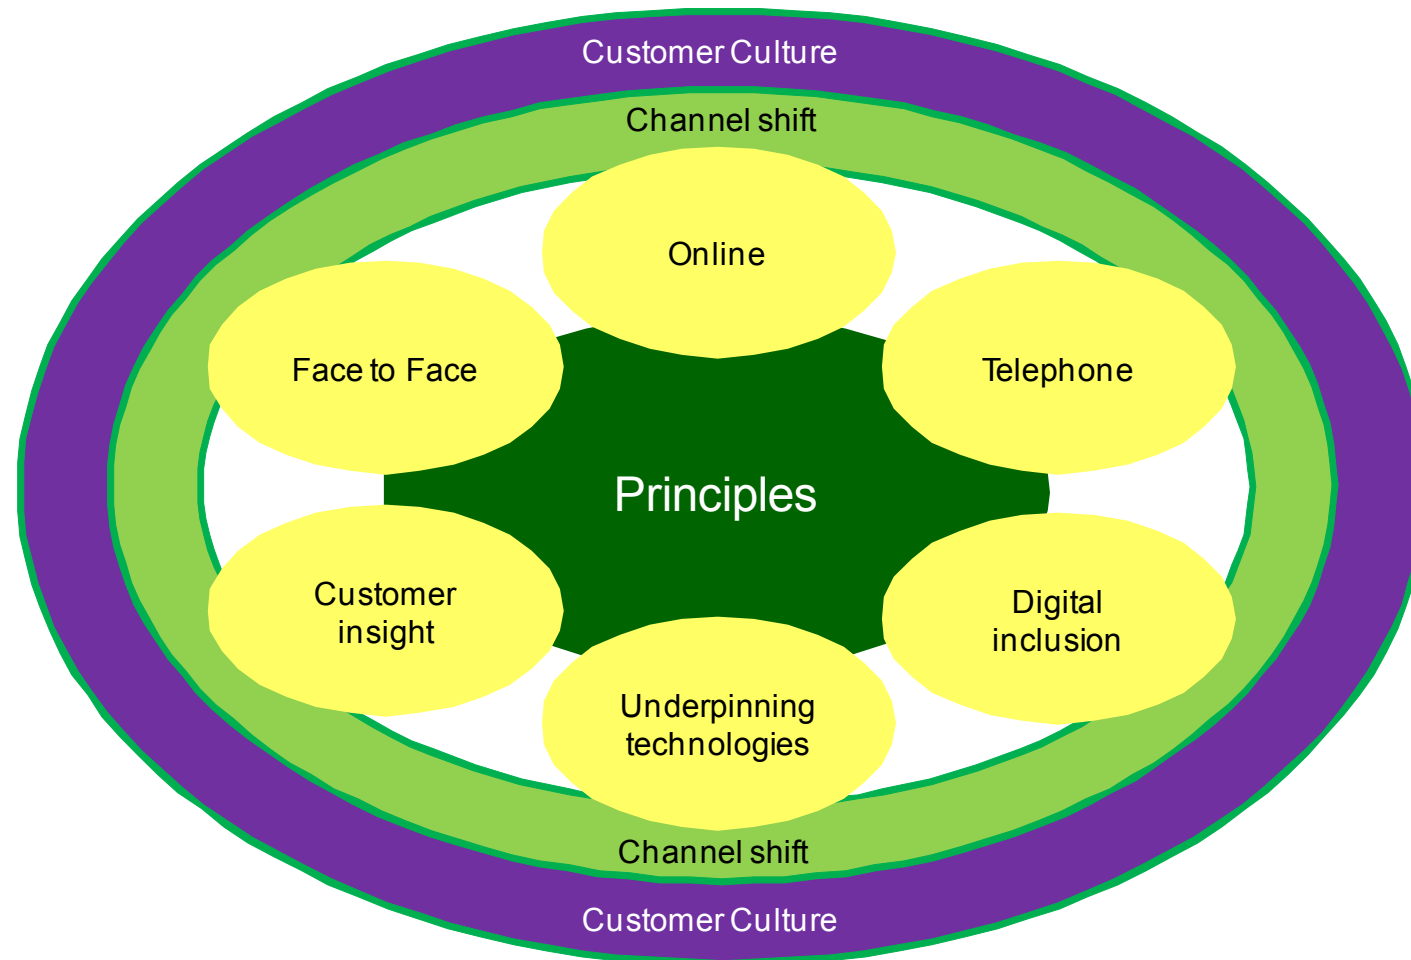 Customer Culture
Channel shift
Online
Face to Face
Telephone
Principles
Customer
insight
Digital
inclusion
Underpinning
technologies
Channel shift
Customer Culture